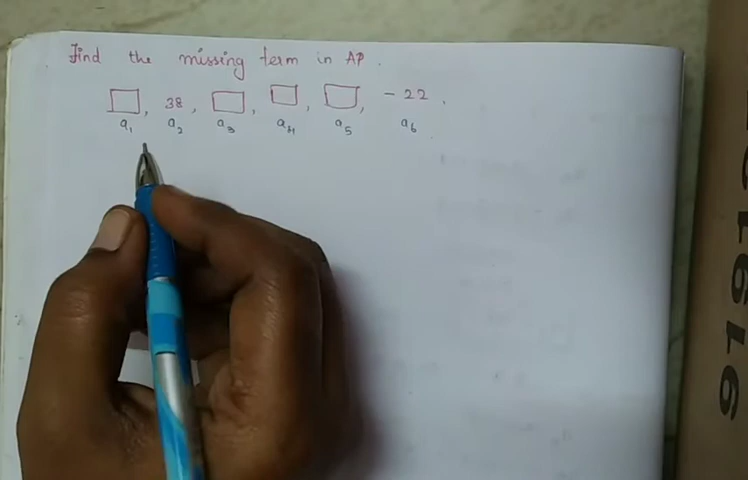 Find the missing term in AP.
, 38, , , , -22.
a1 a2 a3 a4 a5 a6